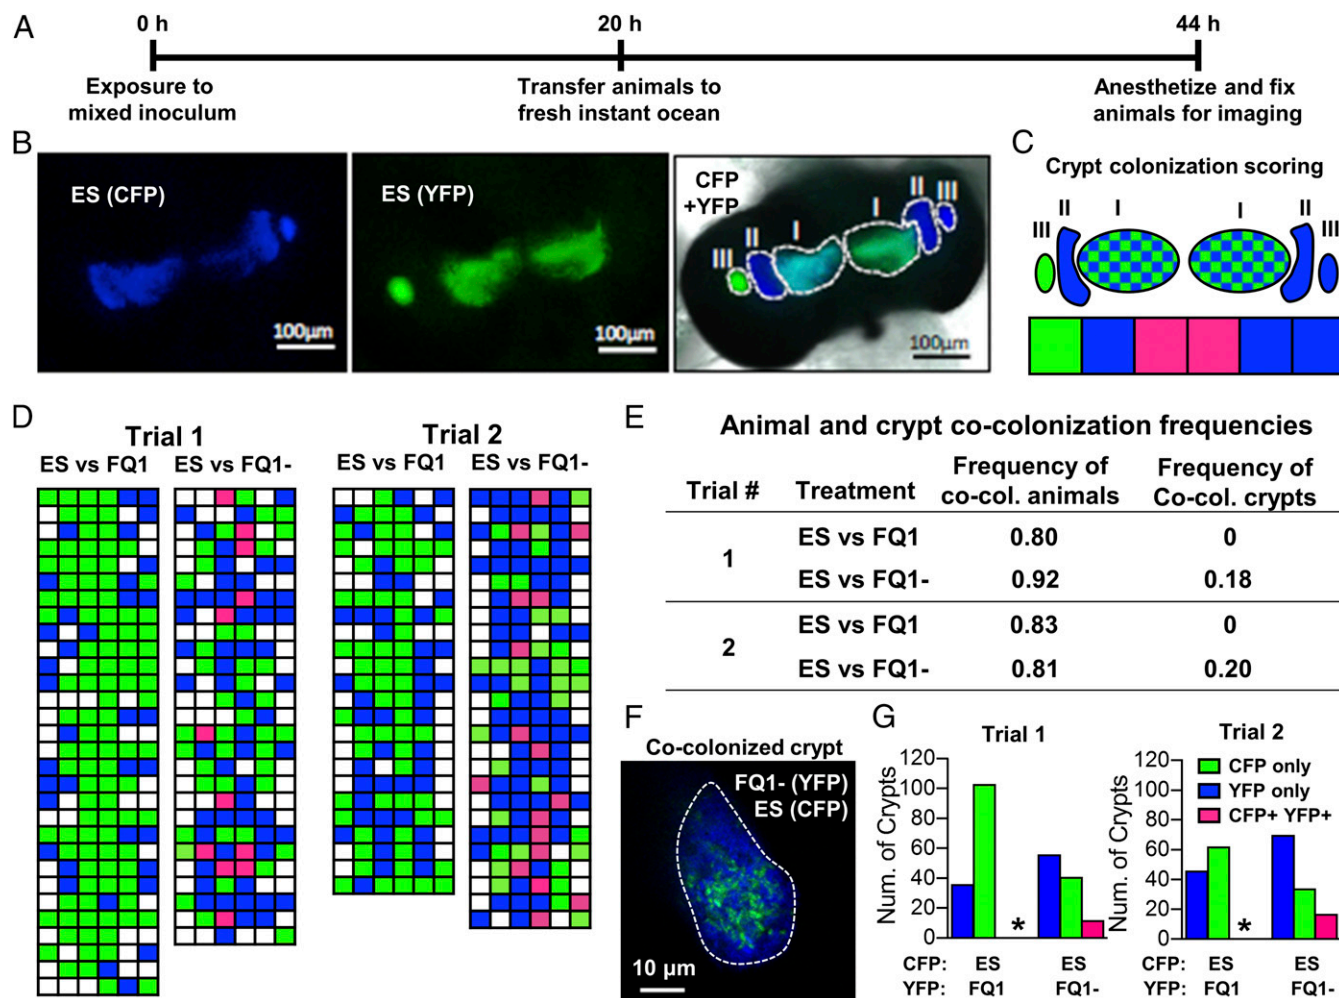 A
0 h
20 h
44 h
Exposure to
mixed inoculum
Transfer animals to
fresh instant ocean
Anesthetize and fix
animals for imaging
B
ES (CFP)
100µm
ES (YFP)
100µm
CFP
+YFP
III
II
I
I
II
III
100µm
C
Crypt colonization scoring
III
II
I
I
II
III
D
Trial 1
ES vs FQ1
ES vs FQ1-
Trial 2
ES vs FQ1
ES vs FQ1-
E
Animal and crypt co-colonization frequencies
Trial #
Treatment
Frequency of
co-col. animals
Frequency of
Co-col. crypts
1
ES vs FQ1 0.80 0
ES vs FQ1- 0.92 0.18
2
ES vs FQ1 0.83 0
ES vs FQ1- 0.81 0.20
F
Co-colonized crypt
FQ1- (YFP)
ES (CFP)
10 µm
G
Trial 1
Num. of Crypts
120
100
80
60
40
20
0
*
CFP: ES ES
YFP: FQ1 FQ1-
Trial 2
Num. of Crypts
120
100
80
60
40
20
0
*
CFP only
YFP only
CFP+ YFP+
CFP: ES ES
YFP: FQ1 FQ1-